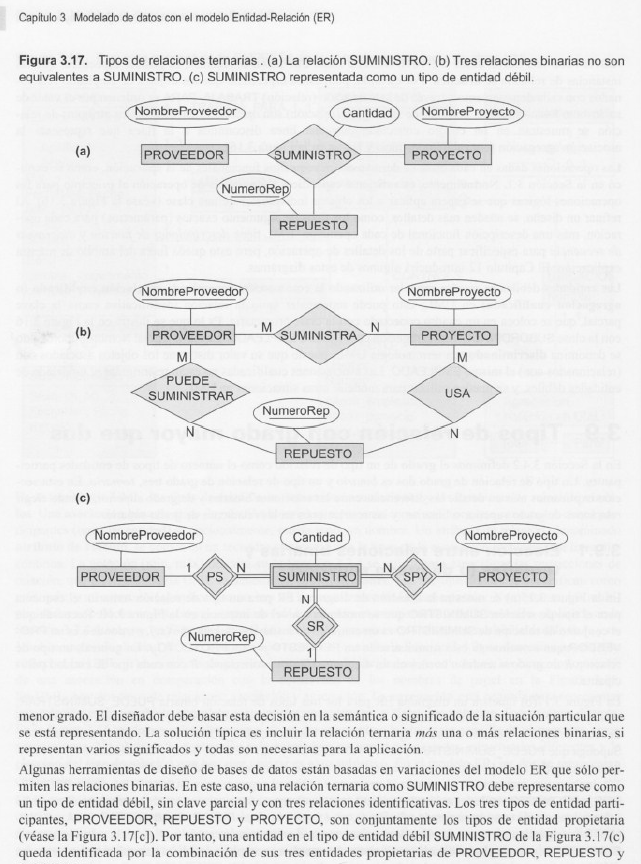 Capítulo 3 Modelado de datos con el modelo Entidad-Relación (ER)
Figura 3.17. Tipos de relaciones ternarias . (a) La relación SUMINISTRO. (b) Tres relaciones binarias no son
equivalentes a SUMINISTRO. (c) SUMINISTRO representada como un tipo de entidad débil.
NombreProveedor Cantidad NombreProyecto
(a) PROVEEDOR SUMINISTRO PROYECTO
NumeroRep
REPUESTO
NombreProveedor NombreProyecto
(b) PROVEEDOR M SUMINISTRA N PROYECTO
M M
PUEDE_
SUMINISTRAR USA
NumeroRep
N N
REPUESTO
(c)
NombreProveedor Cantidad NombreProyecto
1 N N 1
PROVEEDOR PS SUMINISTRO SPY PROYECTO
N
SR
NumeroRep
1
REPUESTO
menor grado. El diseñador debe basar esta decisión en la semántica o significado de la situación particular que
se está representando. La solución típica es incluir la relación ternaria más una o más relaciones binarias, si
representan varios significados y todas son necesarias para la aplicación.
Algunas herramientas de diseño de bases de datos están basadas en variaciones del modelo ER que sólo per-
miten las relaciones binarias. En este caso, una relación ternaria como SUMINISTRO debe representarse como
un tipo de entidad débil, sin clave parcial y con tres relaciones identificativas. Los tres tipos de entidad parti-
cipantes, PROVEEDOR, REPUESTO y PROYECTO, son conjuntamente los tipos de entidad propietaria
(véase la Figura 3.17[c]). Por tanto, una entidad en el tipo de entidad débil SUMINISTRO de la Figura 3.17(c)
queda identificada por la combinación de sus tres entidades propietarias de PROVEEDOR, REPUESTO y